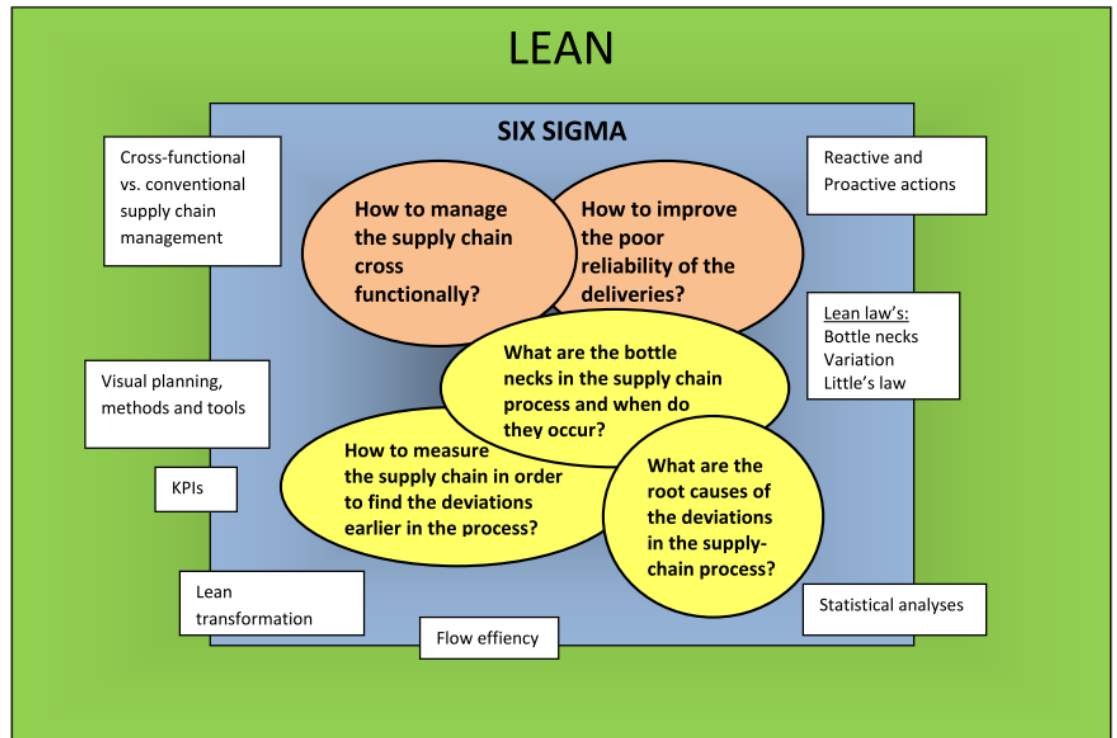 LEAN
SIX SIGMA
Cross-functional
vs. conventional
supply chain
management
Reactive and
Proactive actions
How to manage
the supply chain
cross
functionally?
How to improve
the poor
reliability of the
deliveries?
Lean law's:
Bottle necks
Variation
Little's law
What are the bottle
necks in the supply chain
process and when do
they occur?
Visual planning,
methods and tools
How to measure
the supply chain in order
to find the deviations
earlier in the process?
What are the
root causes of
the deviations
in the supply-
chain process?
KPIs
Lean
transformation
Statistical analyses
Flow effiency